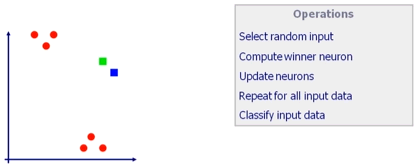 Operations
Select random input
Compute winner neuron
Update neurons
Repeat for all input data
Classify input data